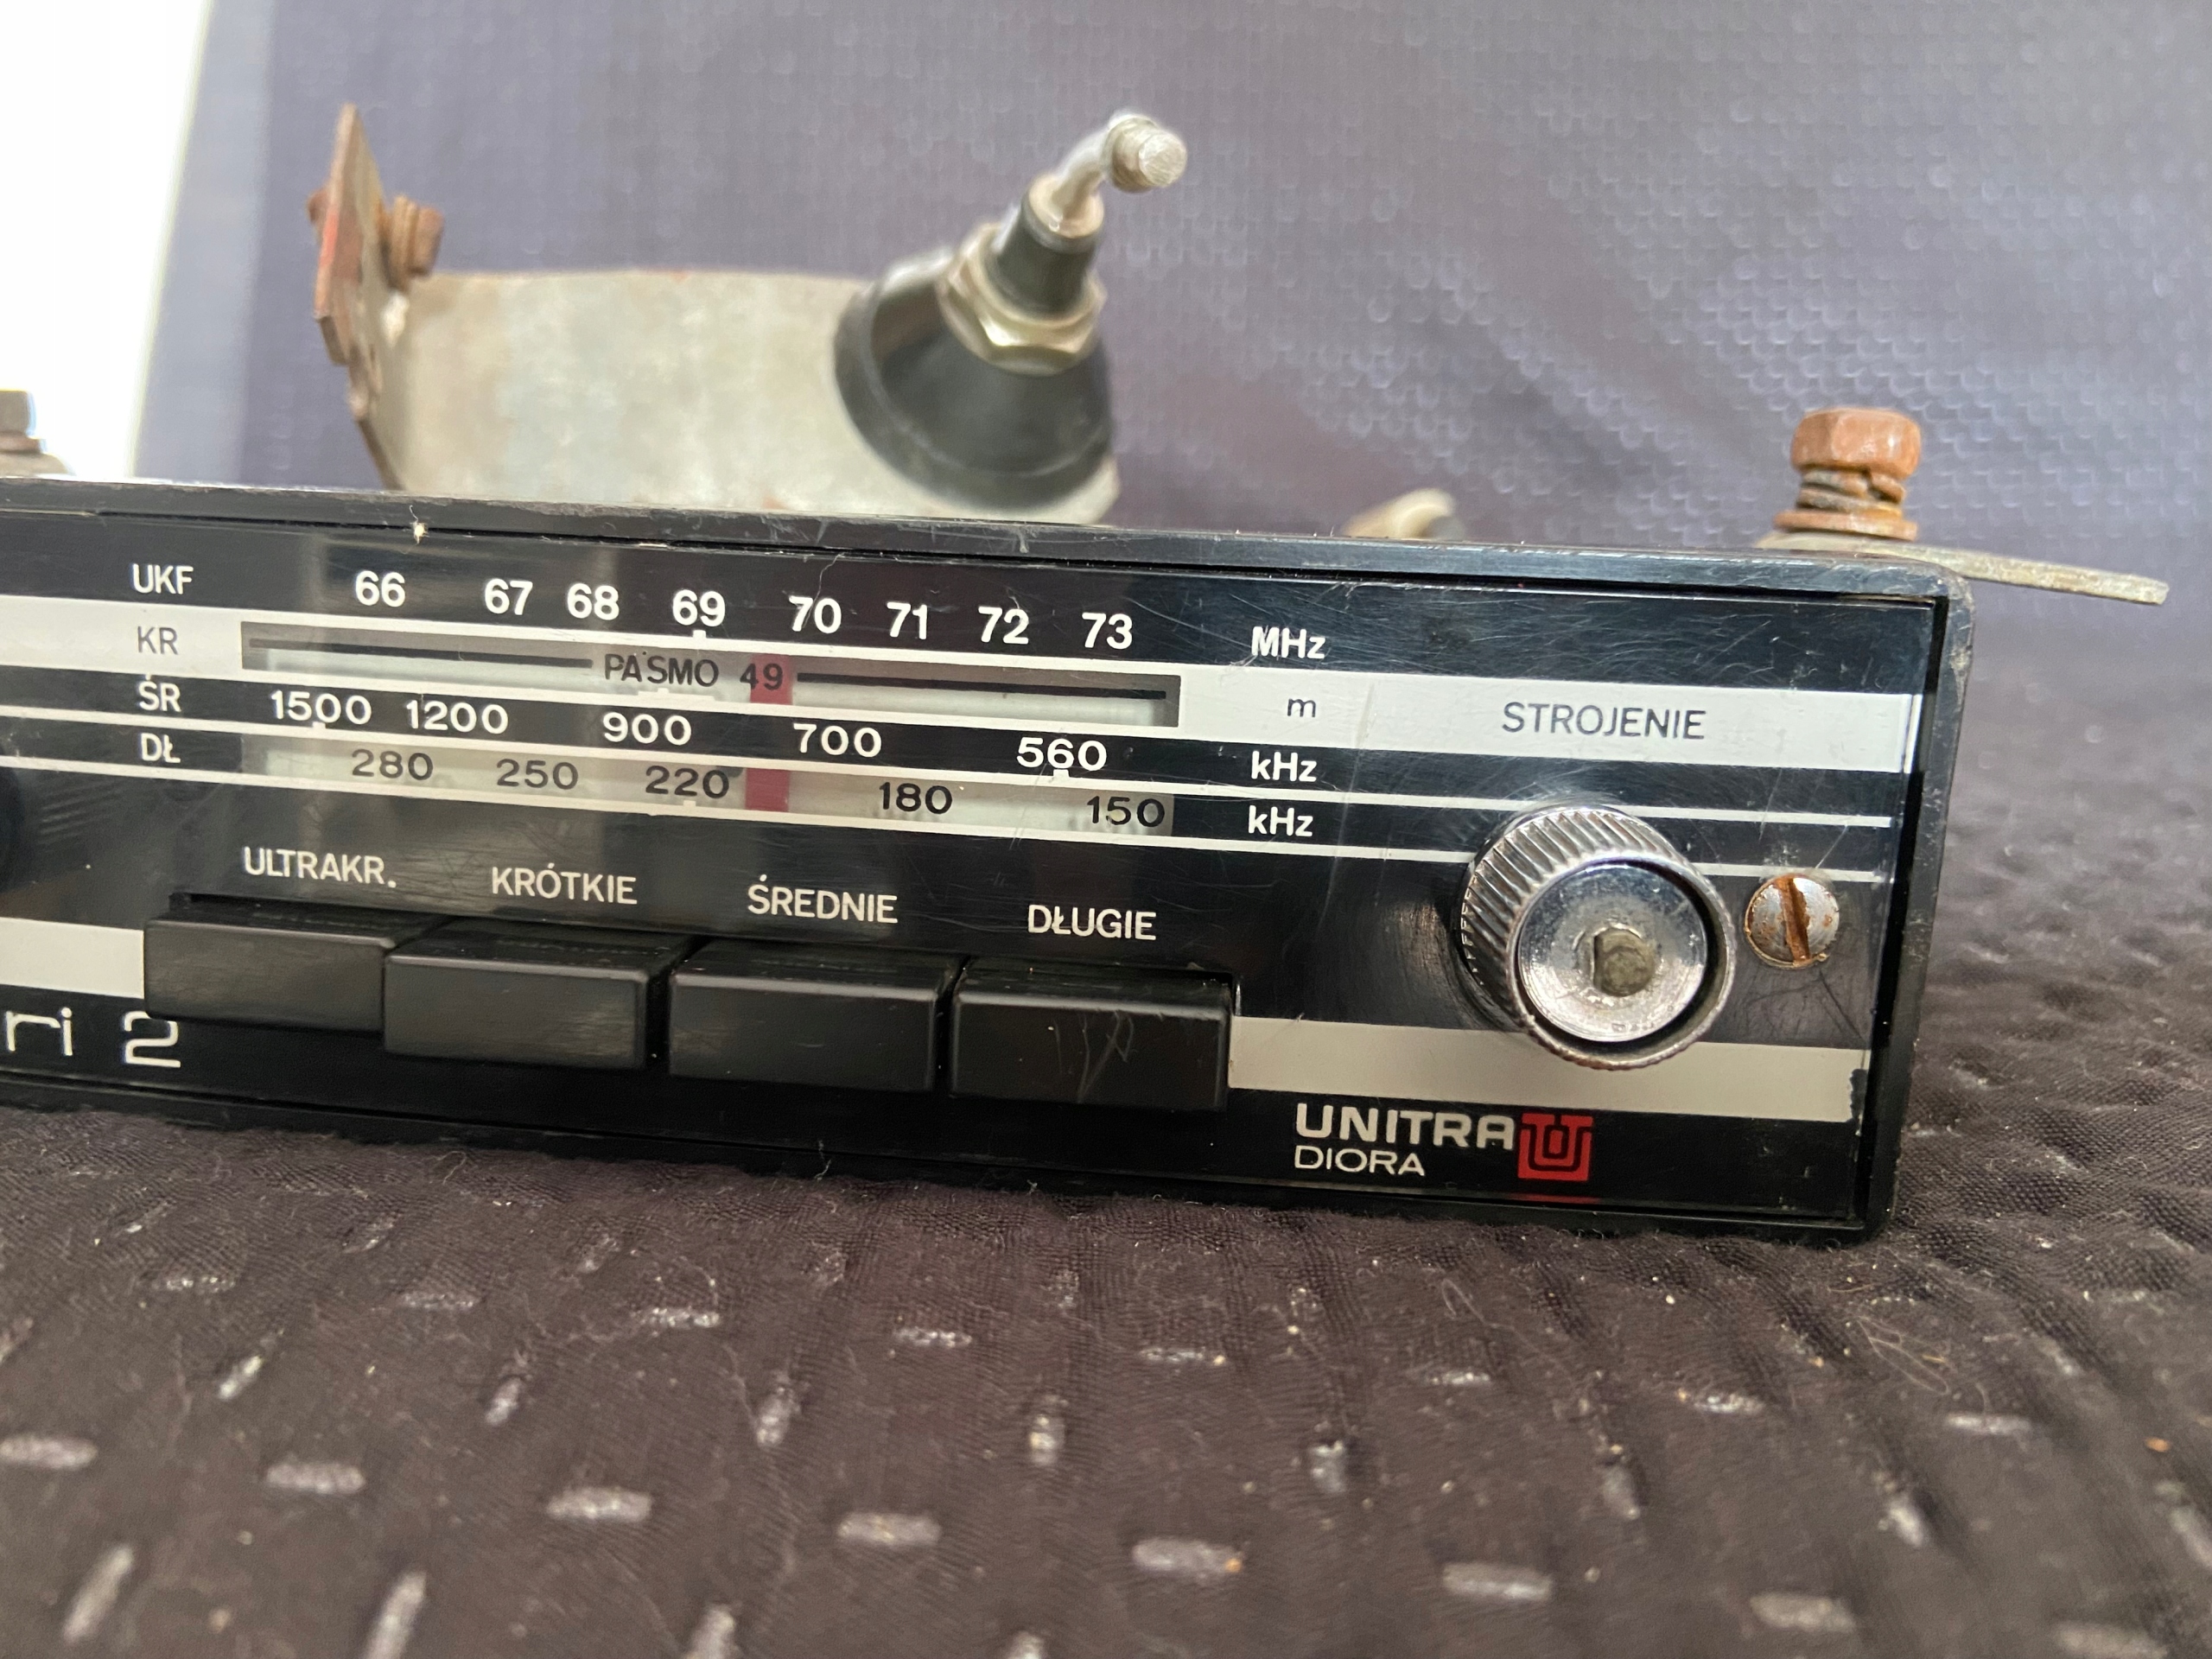 UKF 66 67 68 69 70 71 72 73 MHz
KR PASMO 49 m STROJENIE
ŚR 1500 1200 900 700 560 kHz
DŁ 280 250 220 180 150 kHz
ULTRAKR. KRÓTKIE ŚREDNIE DŁUGIE
ri 2
UNITRA
DIORA